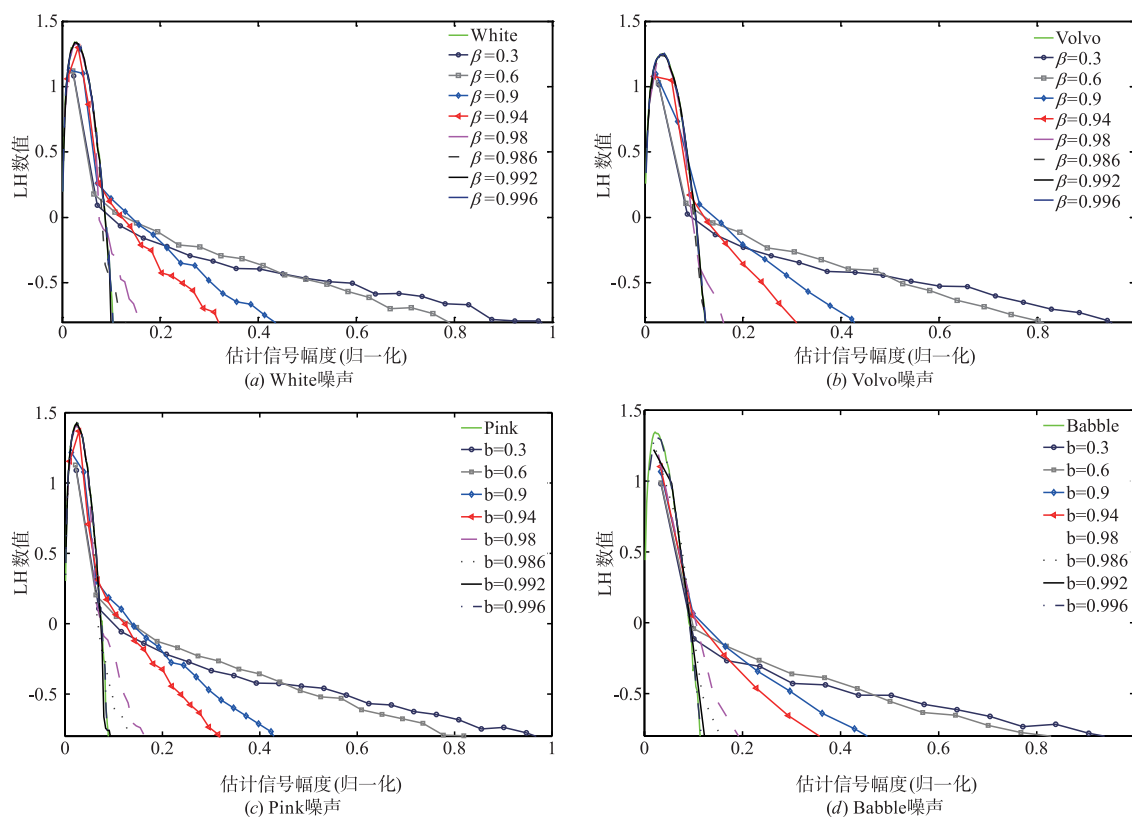 1.5
1
0.5
0
-0.5
LH 数值
White
β=0.3
β=0.6
β=0.9
β=0.94
β=0.98
β=0.986
β=0.992
β=0.996
0 0.2 0.4 0.6 0.8 1
估计信号幅度(归一化)
(a) White噪声
1.5
1
0.5
0
-0.5
LH 数值
Volvo
β=0.3
β=0.6
β=0.9
β=0.94
β=0.98
β=0.986
β=0.992
β=0.996
0 0.2 0.4 0.6 0.8 1
估计信号幅度(归一化)
(b) Volvo噪声
1.5
1
0.5
0
-0.5
LH 数值
Pink
b=0.3
b=0.6
b=0.9
b=0.94
b=0.98
b=0.986
b=0.992
b=0.996
0 0.2 0.4 0.6 0.8 1
估计信号幅度(归一化)
(c) Pink噪声
1.5
1
0.5
0
-0.5
LH 数值
Babble
b=0.3
b=0.6
b=0.9
b=0.94
b=0.98
b=0.986
b=0.992
b=0.996
0 0.2 0.4 0.6 0.8 1
估计信号幅度(归一化)
(d) Babble噪声